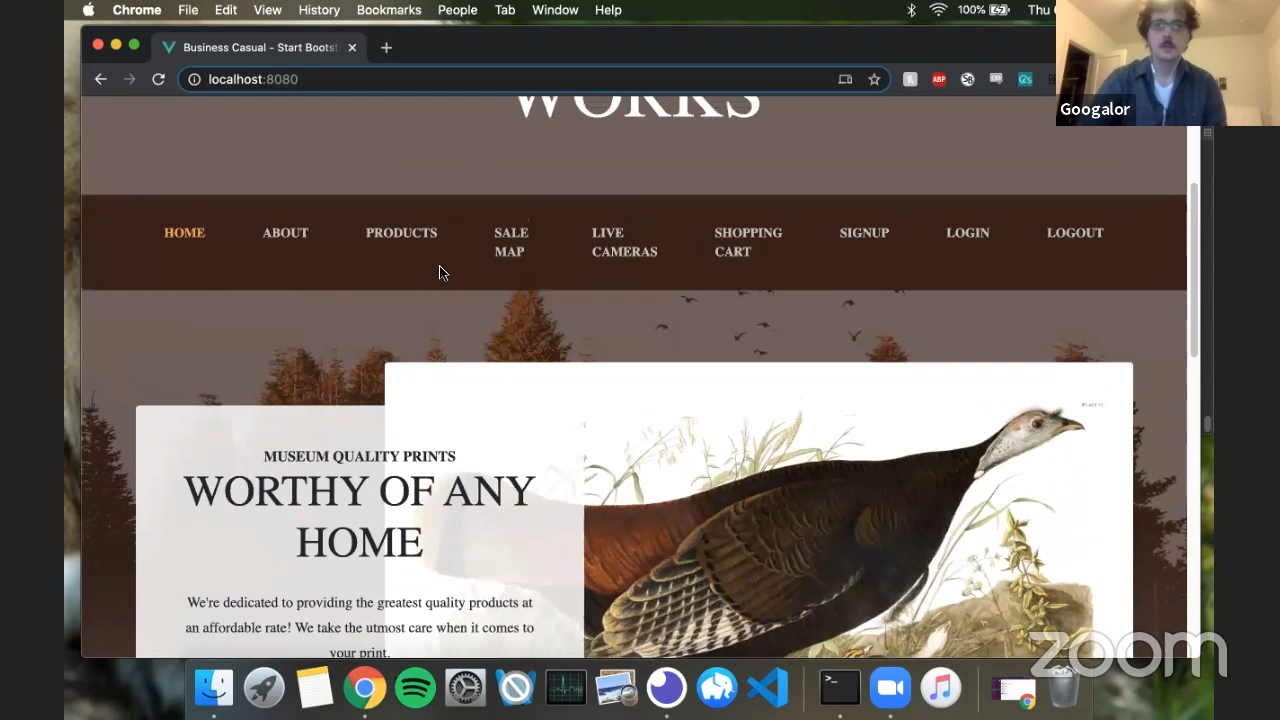 Chrome File Edit View History Bookmarks People Tab Window Help 100% Thu
Business Casual - Start Bootst
localhost:8080
ABP
Googalor
WORKS
HOME ABOUT PRODUCTS SALE MAP LIVE CAMERAS SHOPPING CART SIGNUP LOGIN LOGOUT
MUSEUM QUALITY PRINTS
WORTHY OF ANY
HOME
We're dedicated to providing the greatest quality products at
an affordable rate! We take the utmost care when it comes to
your print.
zoom